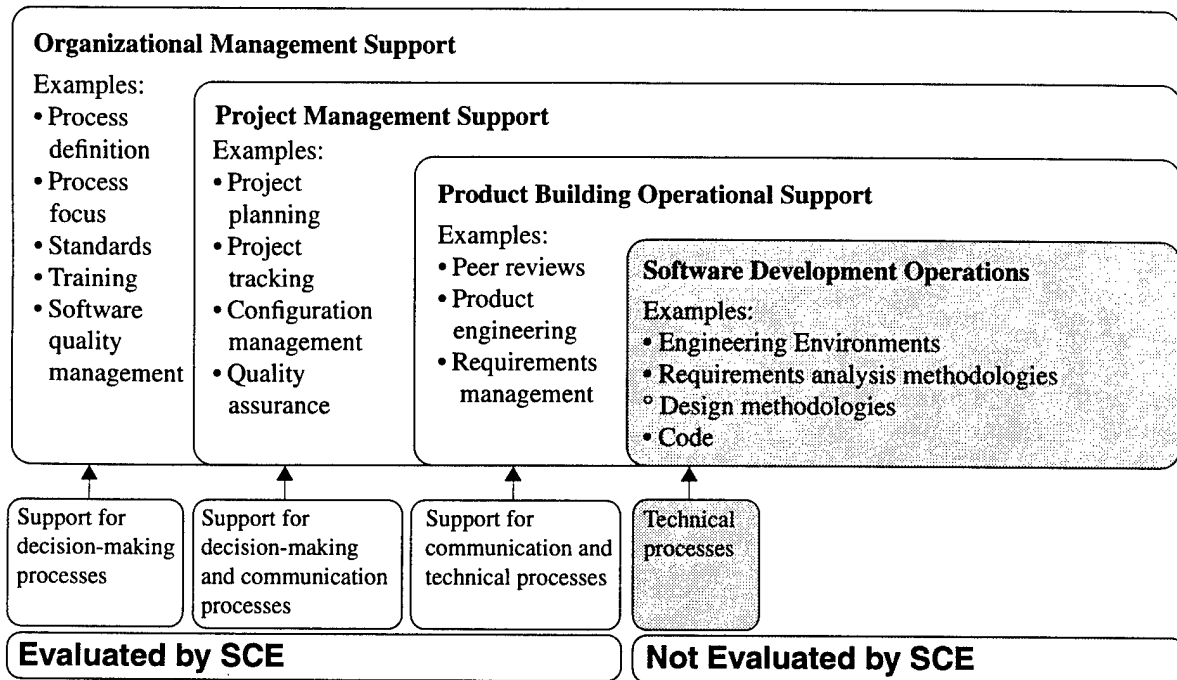 Organizational Management Support
Examples:
• Process
definition
• Process
focus
• Standards
• Training
• Software
quality
management
Project Management Support
Examples:
• Project
planning
• Project
tracking
• Configuration
management
• Quality
assurance
Product Building Operational Support
Examples:
• Peer reviews
• Product
engineering
• Requirements
management
Software Development Operations
Examples:
• Engineering Environments
• Requirements analysis methodologies
° Design methodologies
• Code
Support for
decision-making
processes
Support for
decision-making
and communication
processes
Support for
communication and
technical processes
Technical
processes
Evaluated by SCE
Not Evaluated by SCE